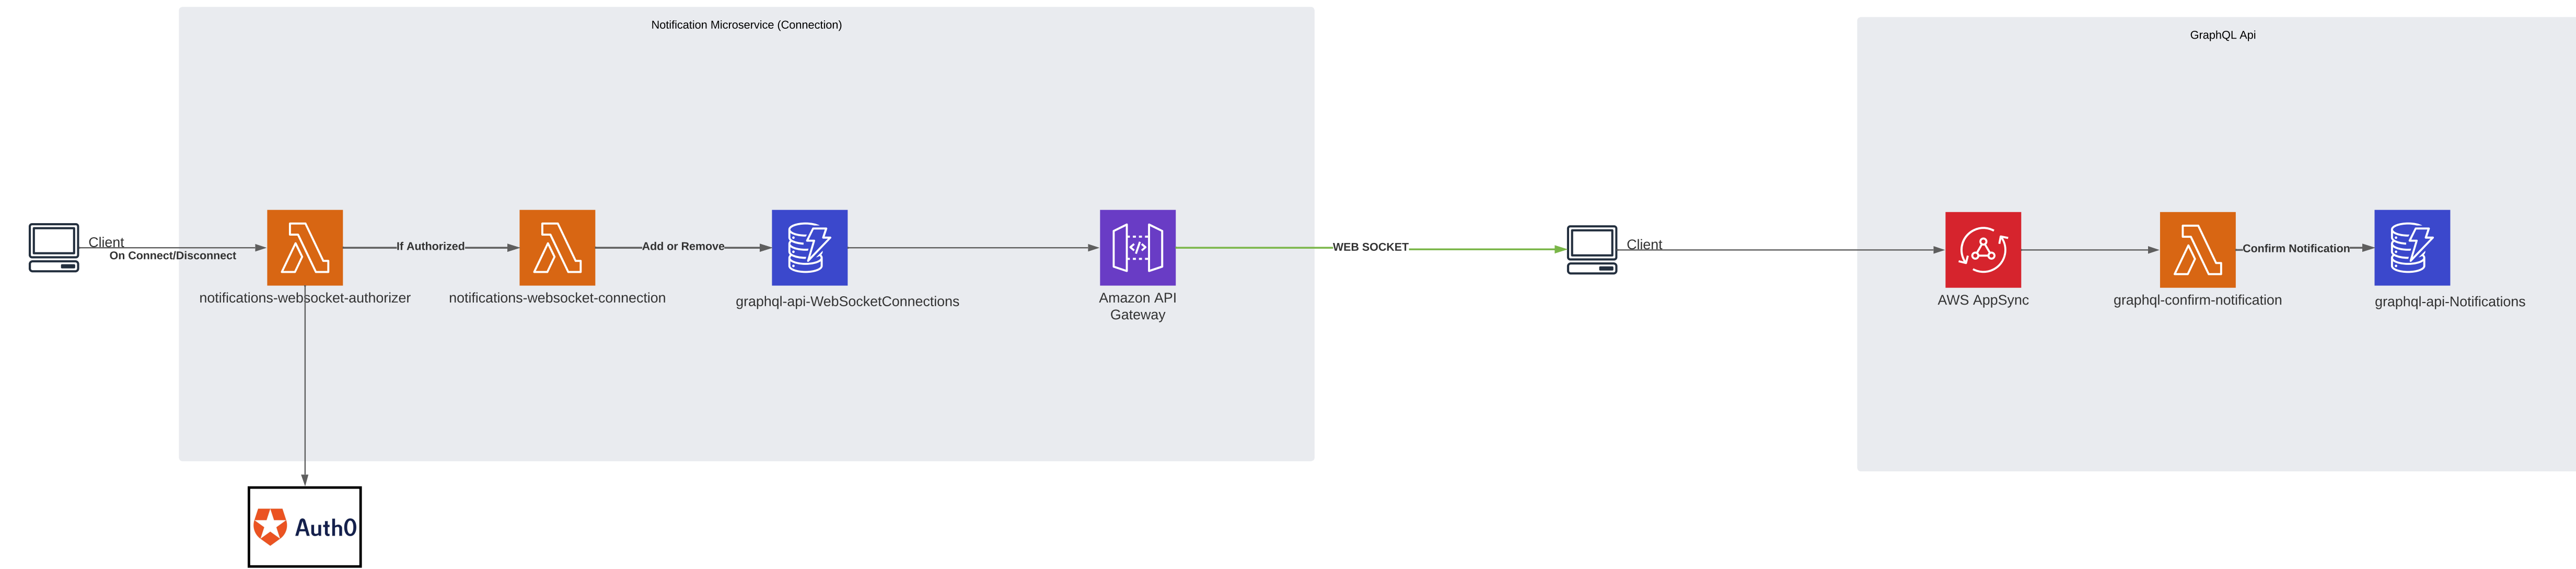 Notification Microservice (Connection)
GraphQL Api
Client
On Connect/Disconnect
If Authorized
Add or Remove
WEB SOCKET
Client
Confirm Notification
notifications-websocket-authorizer
notifications-websocket-connection
graphql-api-WebSocketConnections
Amazon API
Gateway
AWS AppSync
graphql-confirm-notification
graphql-api-Notifications
Auth0